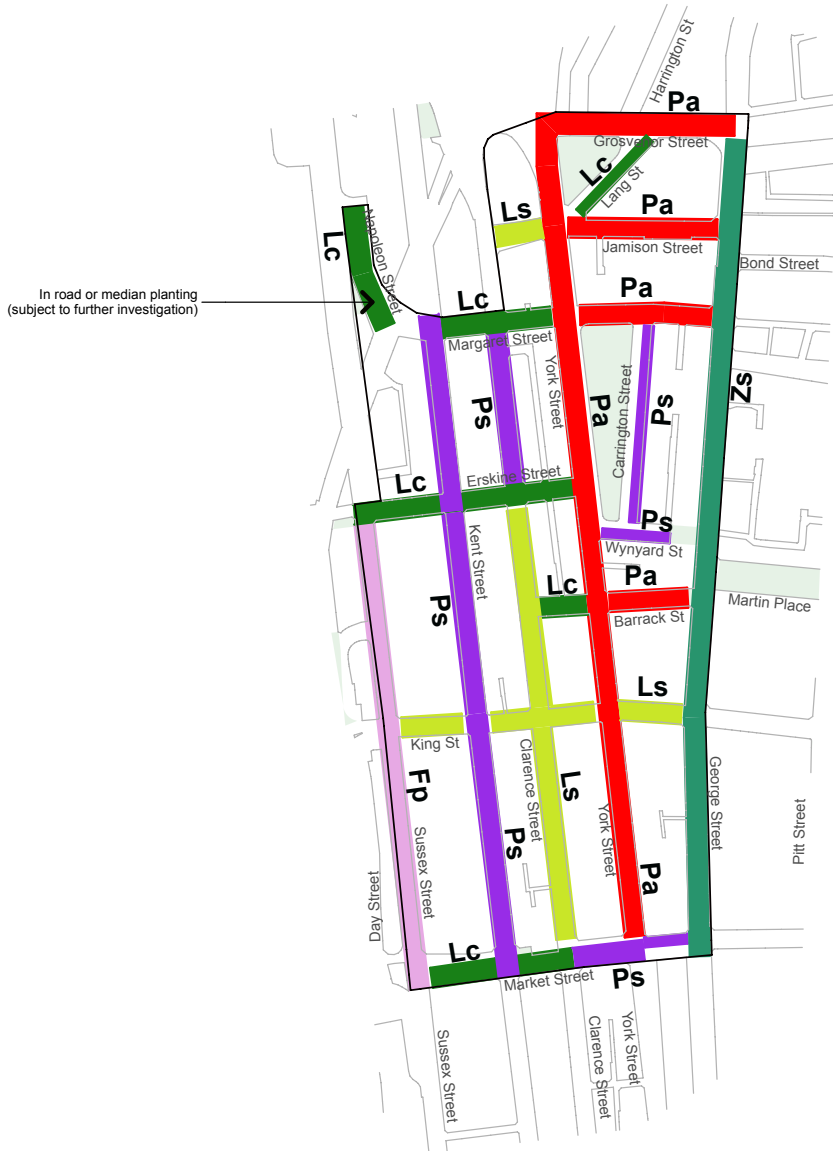 Harrington St
Pa
Grosvenor Street
Lc
Lang St
Ls
Pa
Jamison Street
Lc
Napoleon Street
Bond Street
In road or median planting
(subject to further investigation)
Lc
Margaret Street
Pa
York Street
Ps
Pa
Carrington Street
Ps
Zs
Lc
Erskine Street
Ps
Wynyard St
Kent Street
Ps
Lc
Pa
Barrack St
Martin Place
Ls
King St
Fp
Sussex Street
Clarence Street
Ls
Ps
York Street
George Street
Pitt Street
Day Street
Pa
Lc
Market Street
Ps
Sussex Street
Clarence Street
York Street